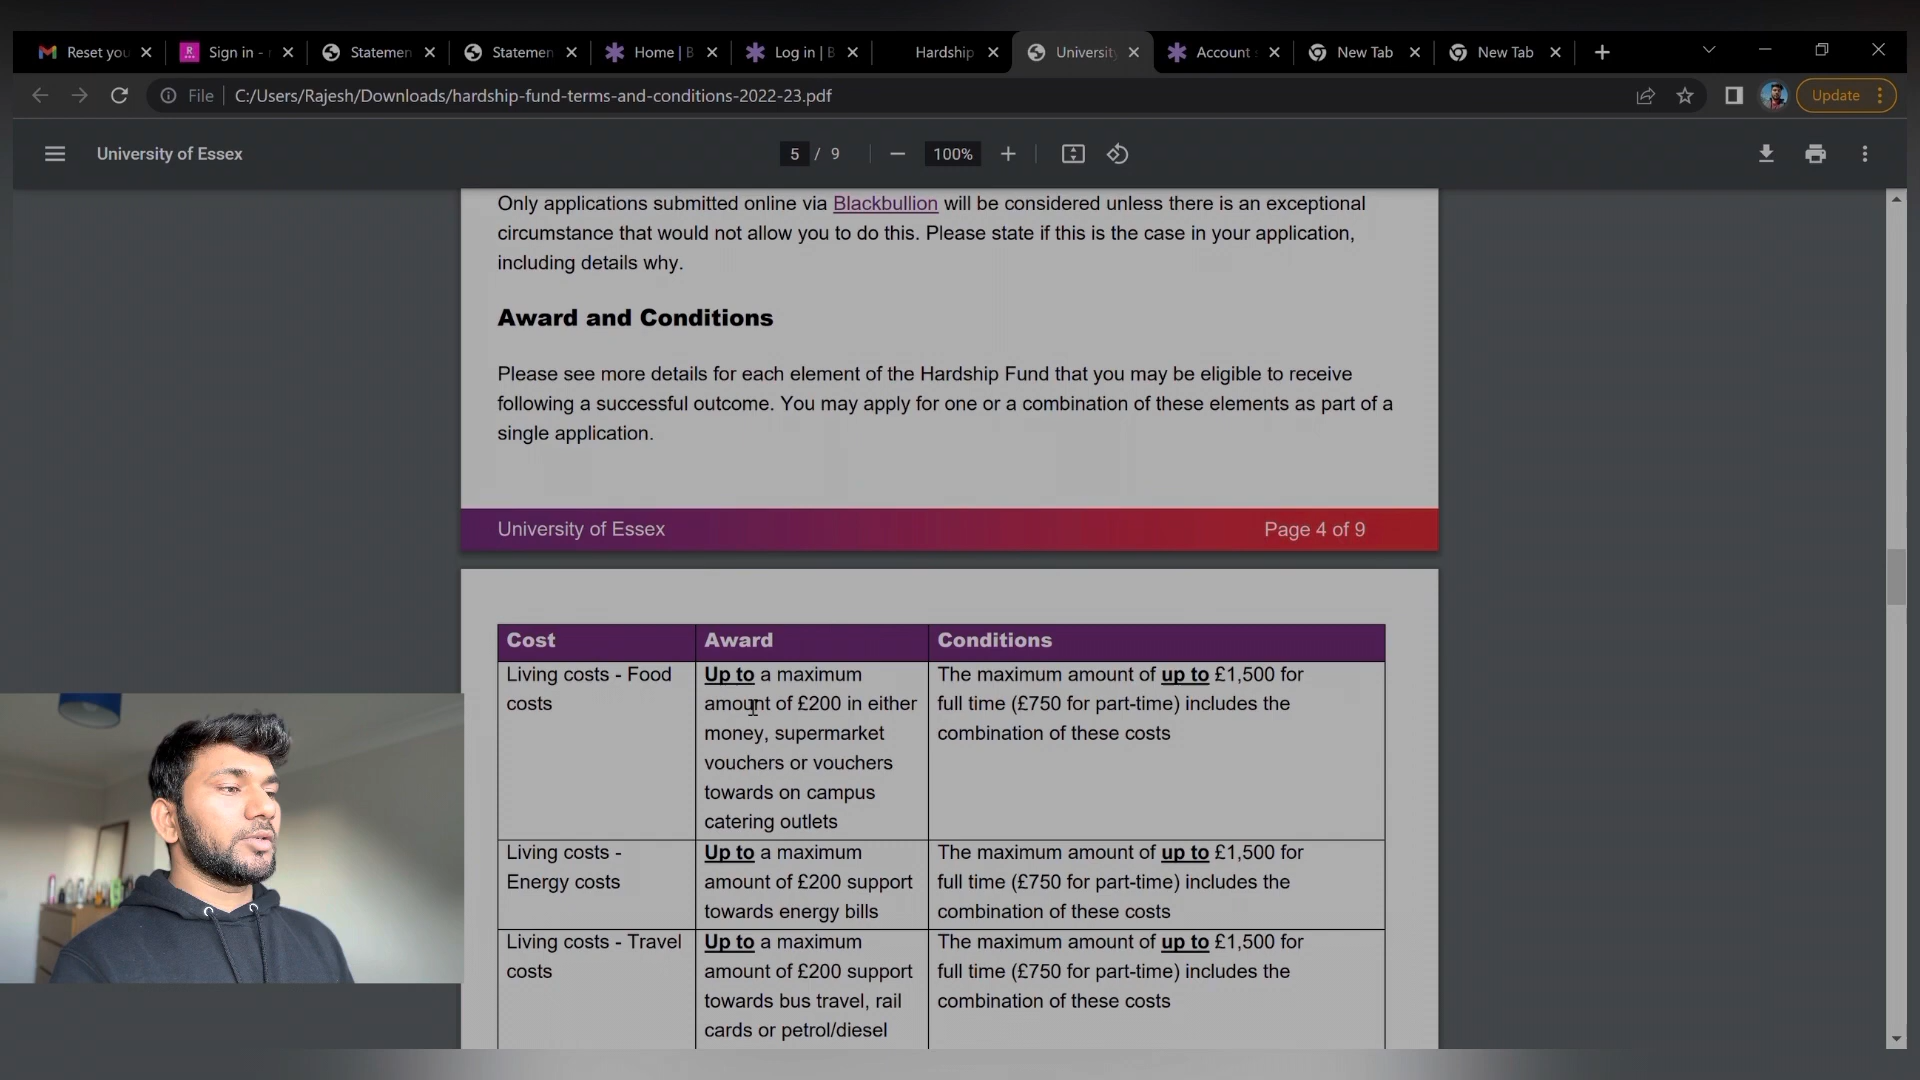 Reset you
Sign in -
Statemen
Statemen
Home | B
Log in | B
Hardship
University
Account
New Tab
New Tab
File
C:/Users/Rajesh/Downloads/hardship-fund-terms-and-conditions-2022-23.pdf
Update
University of Essex
5 / 9
100%
Only applications submitted online via Blackbullion will be considered unless there is an exceptional
circumstance that would not allow you to do this. Please state if this is the case in your application,
including details why.
Award and Conditions
Please see more details for each element of the Hardship Fund that you may be eligible to receive
following a successful outcome. You may apply for one or a combination of these elements as part of a
single application.
University of Essex
Page 4 of 9
Cost
Award
Conditions
Living costs - Food
costs
Up to a maximum
amount of £200 in either
money, supermarket
vouchers or vouchers
towards on campus
catering outlets
The maximum amount of up to £1,500 for
full time (£750 for part-time) includes the
combination of these costs
Living costs -
Energy costs
Up to a maximum
amount of £200 support
towards energy bills
The maximum amount of up to £1,500 for
full time (£750 for part-time) includes the
combination of these costs
Living costs - Travel
costs
Up to a maximum
amount of £200 support
towards bus travel, rail
cards or petrol/diesel
The maximum amount of up to £1,500 for
full time (£750 for part-time) includes the
combination of these costs